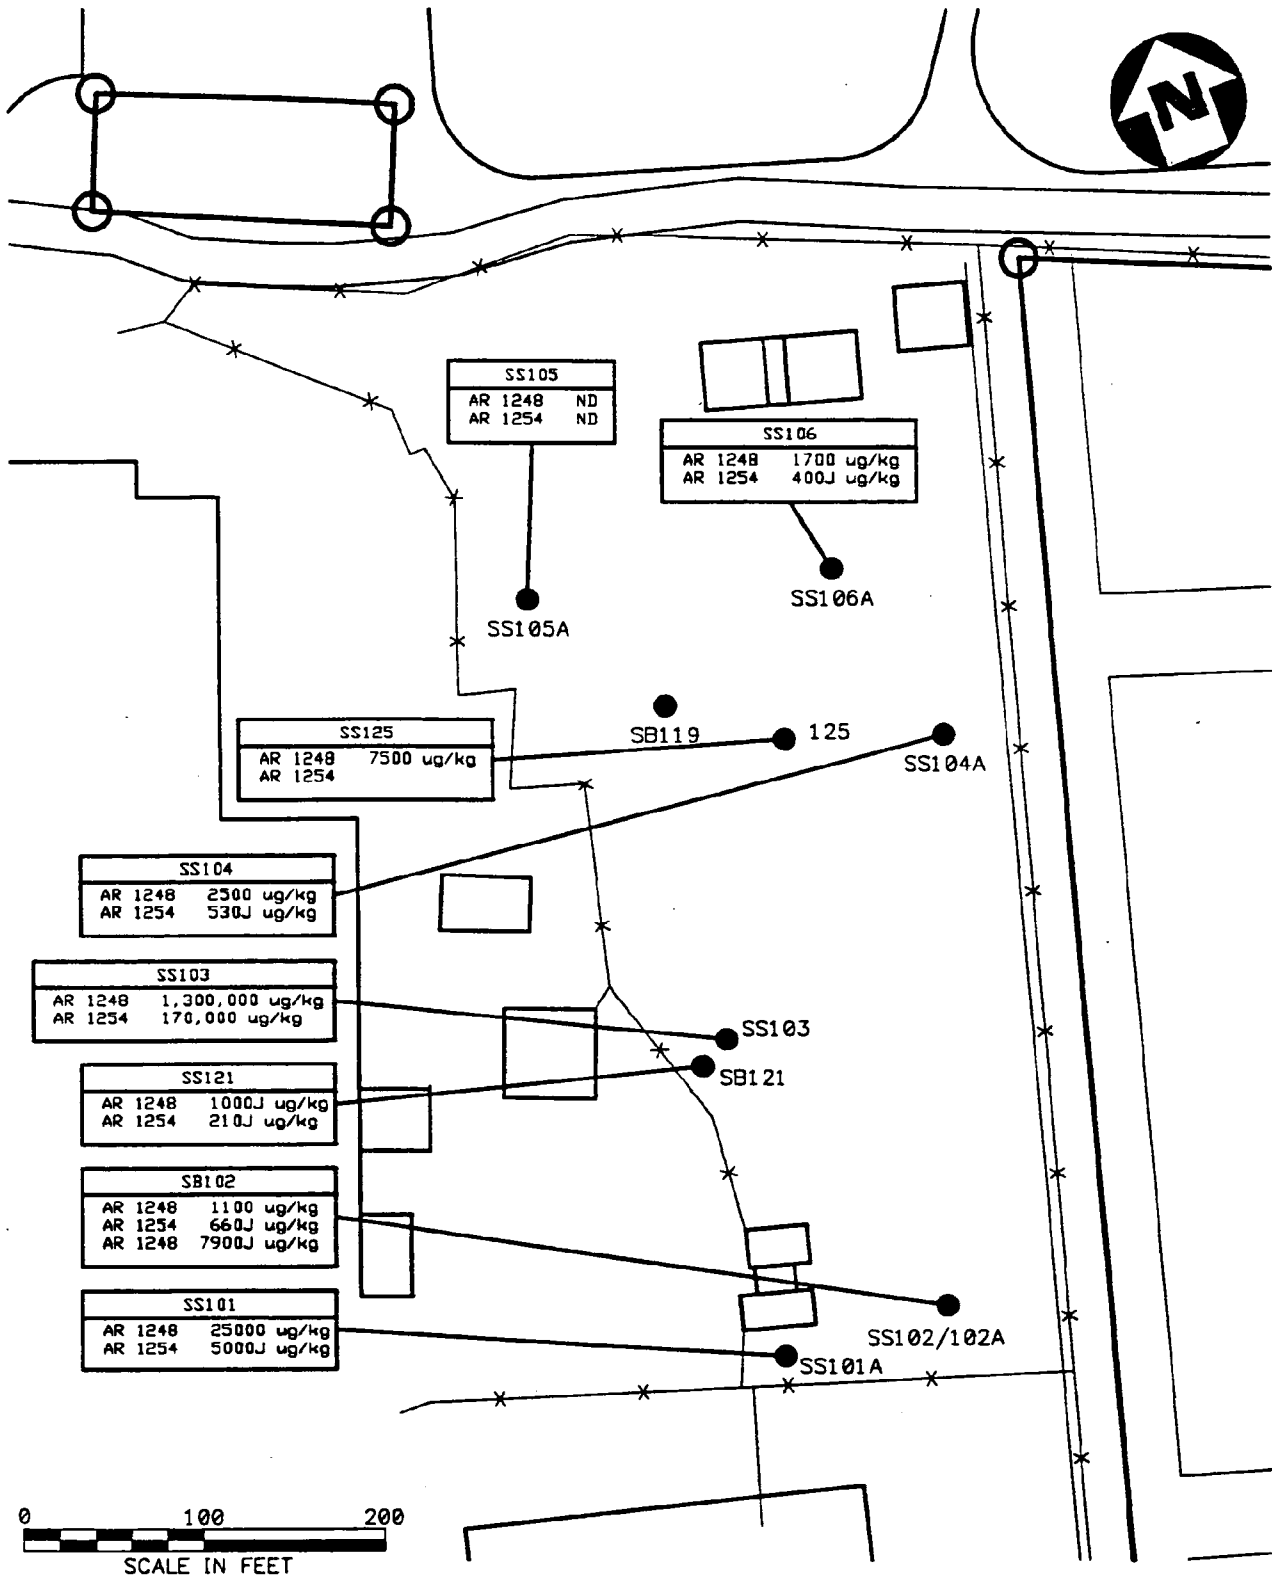 N
SS105
AR 1248 ND
AR 1254 ND
SS106
AR 1248 1700 ug/kg
AR 1254 400J ug/kg
SS106A
SS105A
SB119
125
SS104A
SS125
AR 1248 7500 ug/kg
AR 1254
SS104
AR 1248 2500 ug/kg
AR 1254 530J ug/kg
SS103
AR 1248 1,300,000 ug/kg
AR 1254 170,000 ug/kg
SS103
SB121
SS121
AR 1248 1000J ug/kg
AR 1254 210J ug/kg
SB102
AR 1248 1100 ug/kg
AR 1254 660J ug/kg
AR 1248 7900J ug/kg
SS102/102A
SS101
AR 1248 25000 ug/kg
AR 1254 5000J ug/kg
SS101A
0 100 200
SCALE IN FEET